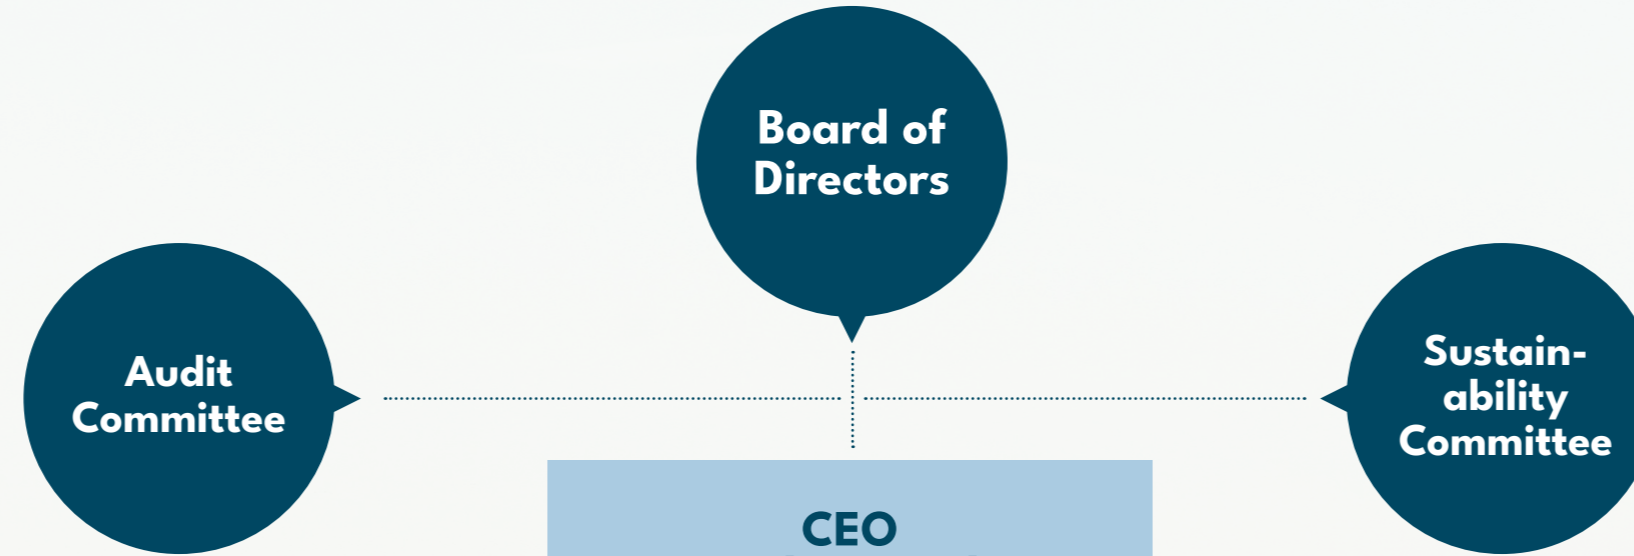 Board of
Directors
Audit
Committee
Sustain-
ability
Committee
CEO